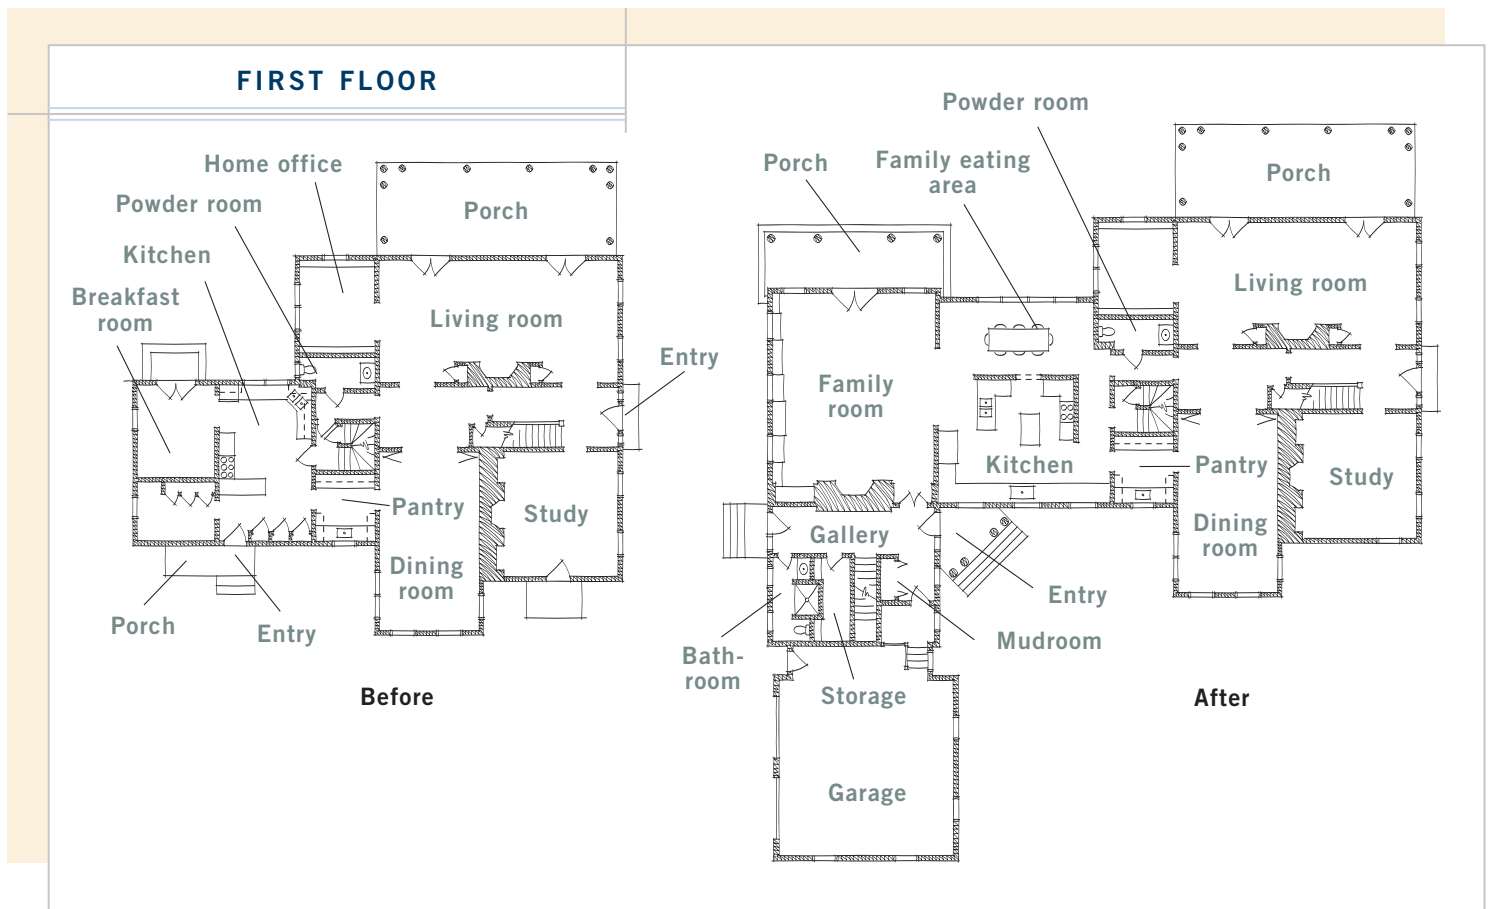 FIRST FLOOR
Home office
Powder room
Kitchen
Breakfast
room
Porch
Living room
Entry
Pantry
Study
Dining
room
Porch
Entry
Before
Powder room
Porch
Family eating
area
Porch
Living room
Family
room
Kitchen
Pantry
Study
Gallery
Dining
room
Entry
Mudroom
Bath-
room
Storage
Garage
After